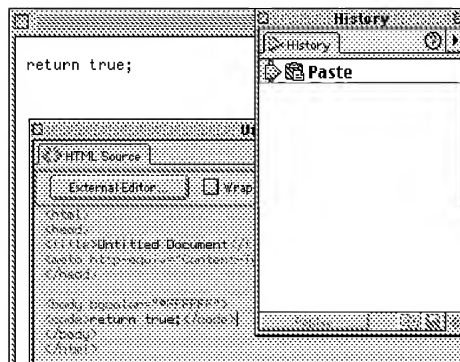 return true;
History
History
Paste
HTML Source
External Editor...
Wrap
<html>
<head>
<title>Untitled Document</
</head>
<body bgcolor="#FFFFFF">
<code>return true;</code>
</body>
</html>